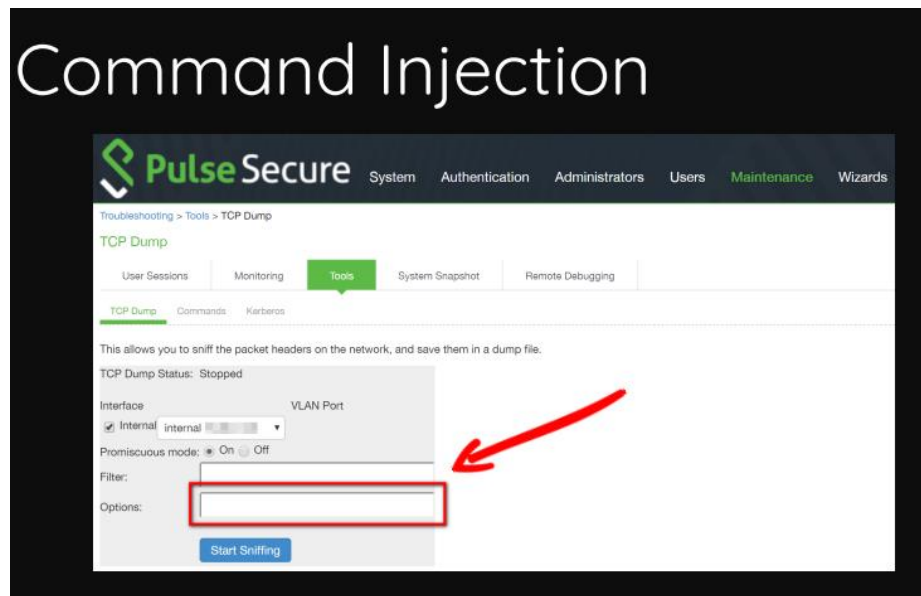 Command Injection
Pulse Secure System Authentication Administrators Users Maintenance Wizards
Troubleshooting > Tools > TCP Dump
TCP Dump
User Sessions Monitoring Tools System Snapshot Remote Debugging
TCP Dump Commands Kerberos
This allows you to sniff the packet headers on the network, and save them in a dump file.
TCP Dump Status: Stopped
Interface VLAN Port
Internal internal
Promiscuous mode: On Off
Filter:
Options:
Start Sniffing